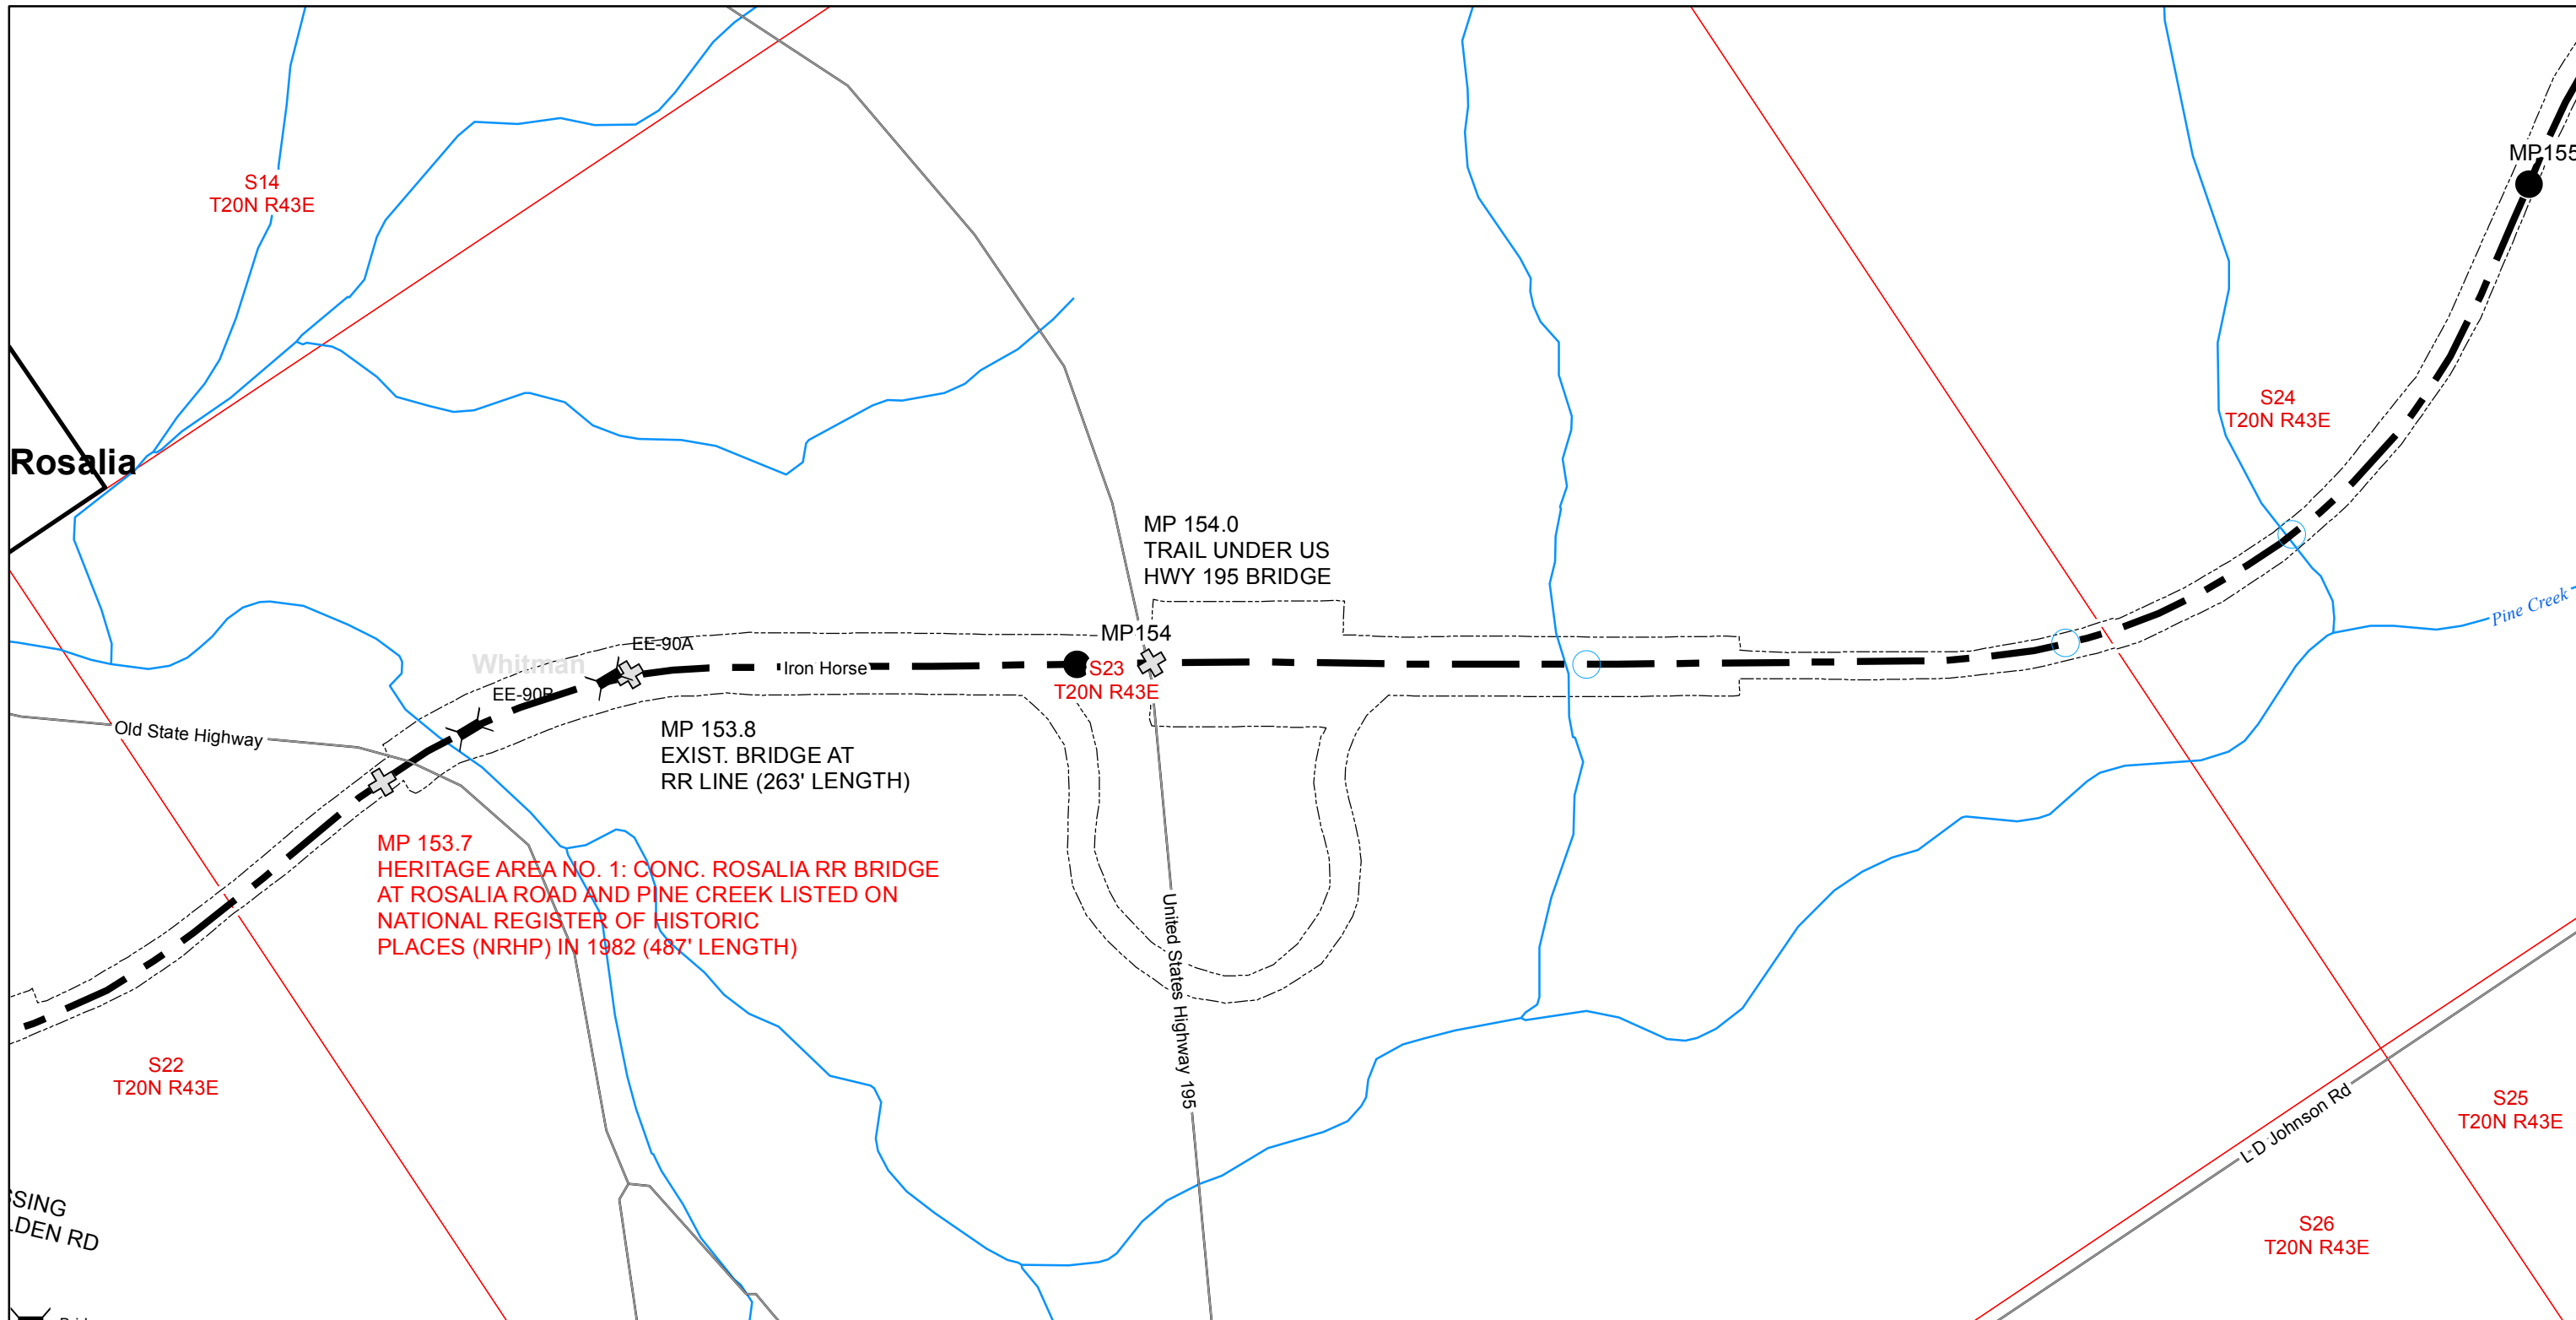 MP155
S14
T20N R43E
S24
T20N R43E
Rosalia
MP 154.0
TRAIL UNDER US
HWY 195 BRIDGE
Pine Creek
MP154
EE-90A
Whitman
Iron Horse
S23
T20N R43E
EE-90B
Old State Highway
MP 153.8
EXIST. BRIDGE AT
RR LINE (263' LENGTH)
MP 153.7
HERITAGE AREA NO. 1: CONC. ROSALIA RR BRIDGE
AT ROSALIA ROAD AND PINE CREEK LISTED ON
NATIONAL REGISTER OF HISTORIC
PLACES (NRHP) IN 1982 (487' LENGTH)
United States Highway 195
S22
T20N R43E
L D Johnson Rd
S25
T20N R43E
SING
LDEN RD
S26
T20N R43E